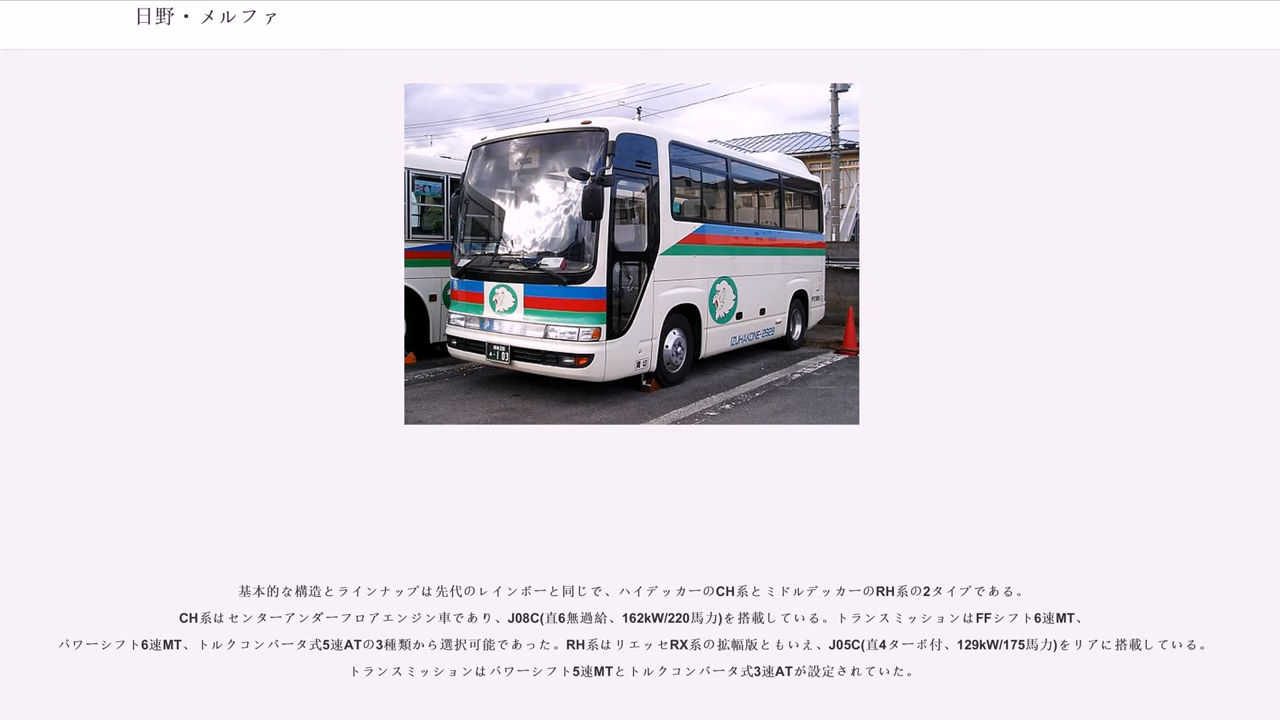 日野・メルファ
IZUHAKONE-2928
・103
貸切
基本的な構造とラインナップは先代のレインボーと同じで、ハイデッカーのCH系とミドルデッカーのRH系の2タイプである。
CH系はセンターアンダーフロアエンジン車であり、J08C(直6無過給、162kW/220馬力)を搭載している。トランスミッションはFFシフト6速MT、
パワーシフト6速MT、トルクコンバータ式5速ATの3種類から選択可能であった。RH系はリエッセRX系の拡幅版ともいえ、J05C(直4ターボ付、129kW/175馬力)をリアに搭載している。
トランスミッションはパワーシフト5速MTとトルクコンバータ式3速ATが設定されていた。